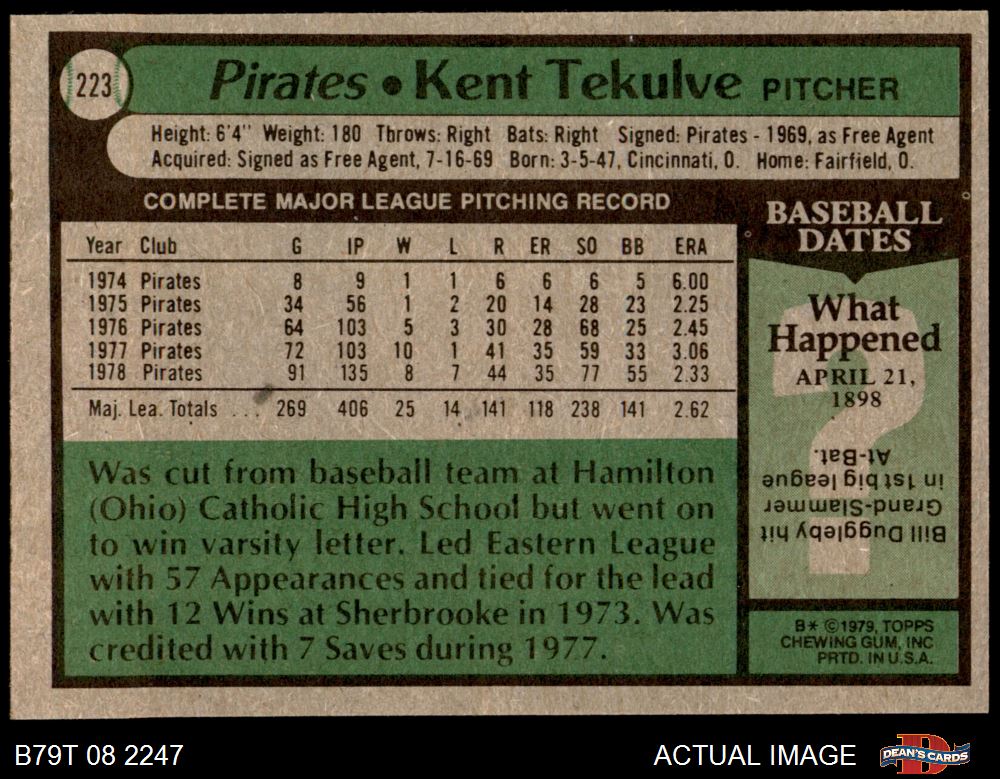 223
Pirates • Kent Tekulve PITCHER
Height: 6'4" Weight: 180 Throws: Right Bats: Right Signed: Pirates - 1969, as Free Agent
Acquired: Signed as Free Agent, 7-16-69 Born: 3-5-47, Cincinnati, O. Home: Fairfield, O.
COMPLETE MAJOR LEAGUE PITCHING RECORD
Year Club G IP W L R ER SO BB ERA
1974 Pirates 8 9 1 1 6 6 6 5 6.00
1975 Pirates 34 56 1 2 20 14 28 23 2.25
1976 Pirates 64 103 5 3 30 28 68 25 2.45
1977 Pirates 72 103 10 1 41 35 59 33 3.06
1978 Pirates 91 135 8 7 44 35 77 55 2.33
Maj. Lea. Totals ... 269 406 25 14 141 118 238 141 2.62
Was cut from baseball team at Hamilton
(Ohio) Catholic High School but went on
to win varsity letter. Led Eastern League
with 57 Appearances and tied for the lead
with 12 Wins at Sherbrooke in 1973. Was
credited with 7 Saves during 1977.
BASEBALL
DATES
What
Happened
APRIL 21,
1898
?
Bill Duggleby hit
Grand-Slammer
in 1st big league
At-Bat.
B* ©1979, TOPPS
CHEWING GUM, INC
PRTD. IN U.S.A.
B79T 08 2247
ACTUAL IMAGE
D
DEAN'S CARDS